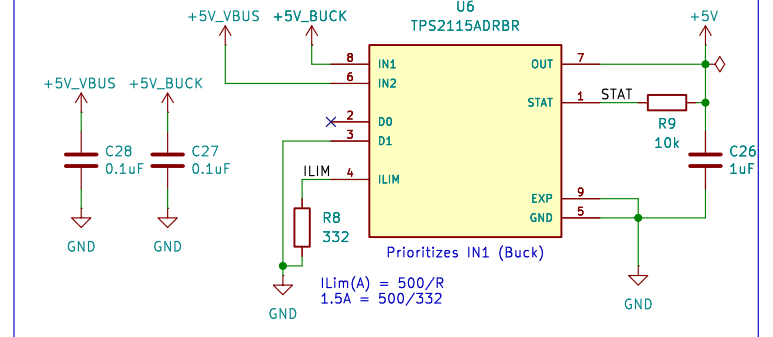 U6
TPS2115ADRBR
+5V_VBUS
+5V_BUCK
+5V
8
IN1
6
IN2
2
D0
3
D1
4
ILIM
ILIM
OUT
7
STAT
1
STAT
EXP
9
GND
5
R9
10k
C26
1uF
+5V_VBUS
+5V_BUCK
C28
0.1uF
C27
0.1uF
GND
GND
R8
332
Prioritizes IN1 (Buck)
ILim(A) = 500/R
1.5A = 500/332
GND
GND